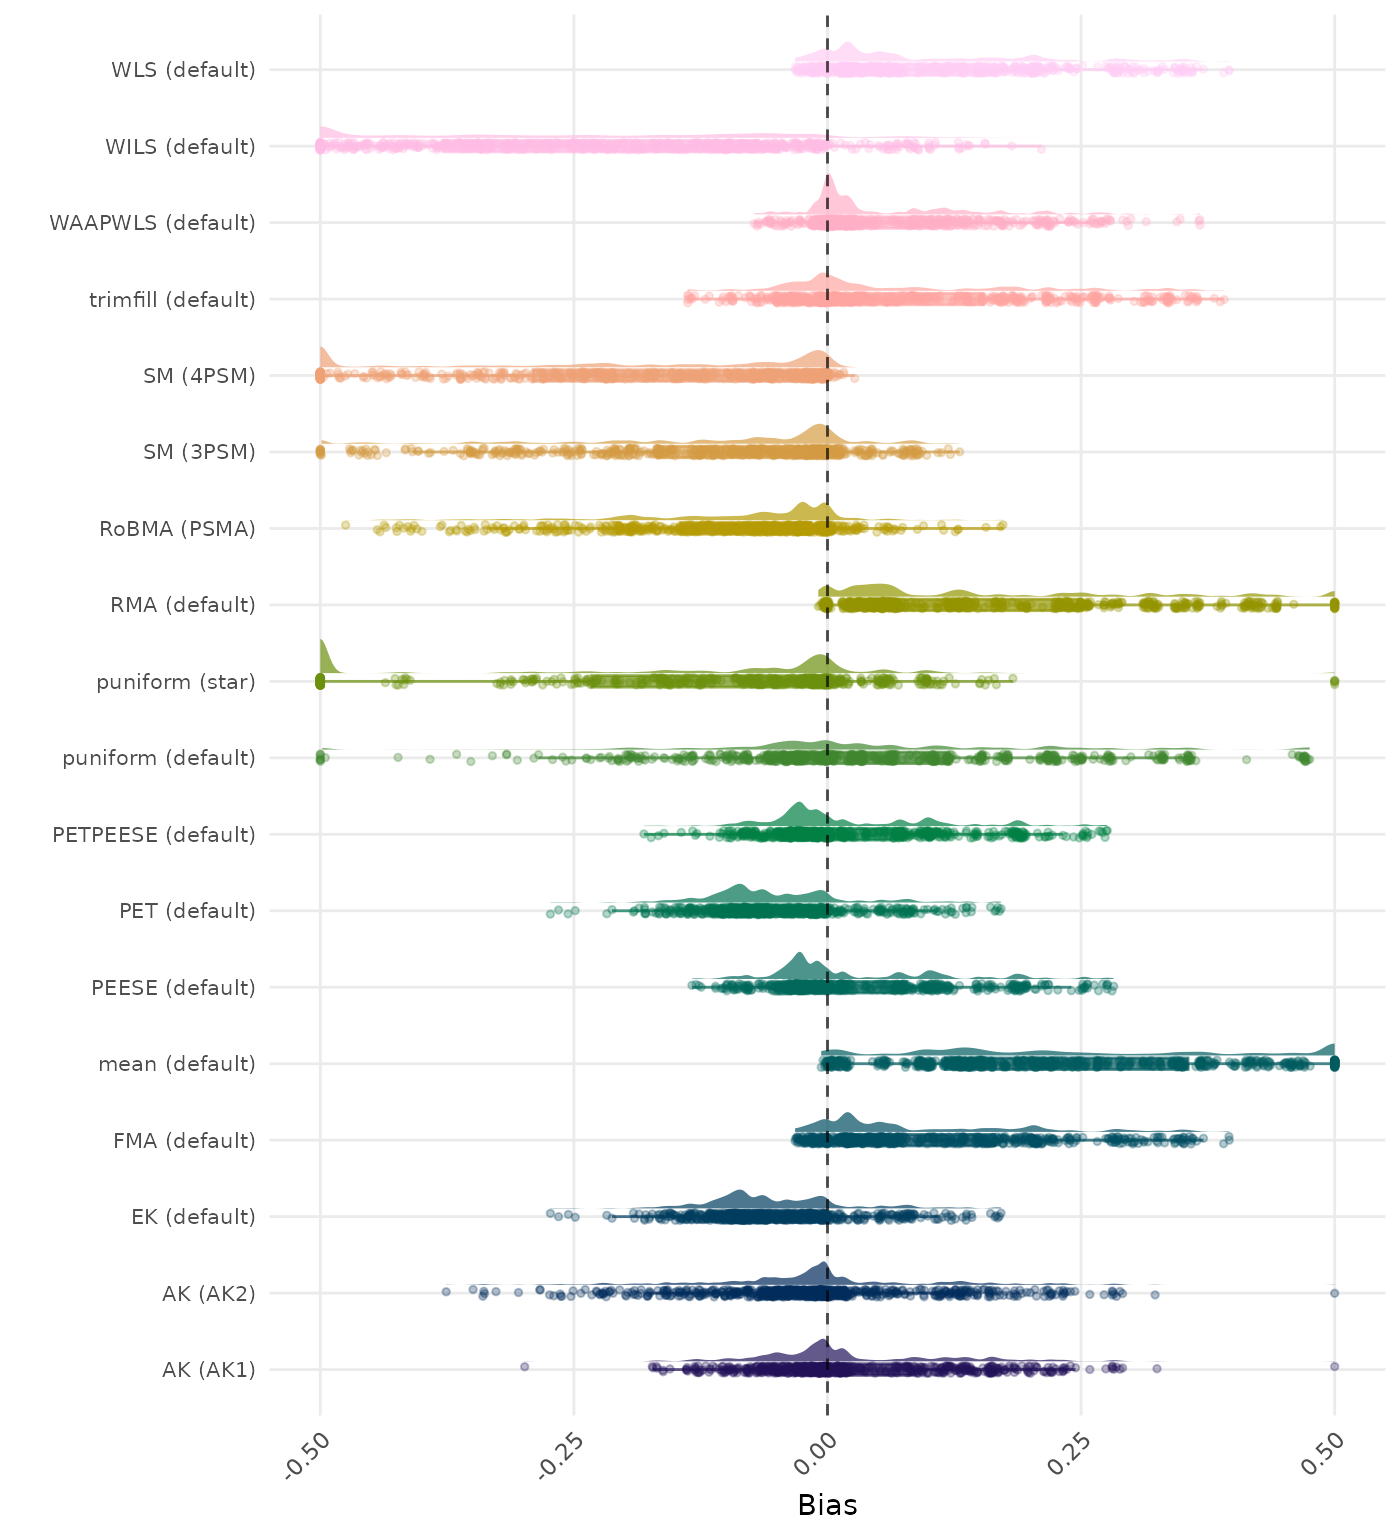 WLS (default)
WILS (default)
WAAPWLS (default)
trimfill (default)
SM (4PSM)
SM (3PSM)
RoBMA (PSMA)
RMA (default)
puniform (star)
puniform (default)
PETPEESE (default)
PET (default)
PEESE (default)
mean (default)
FMA (default)
EK (default)
AK (AK2)
AK (AK1)
-0.50 -0.25 0.00 0.25 0.50
Bias